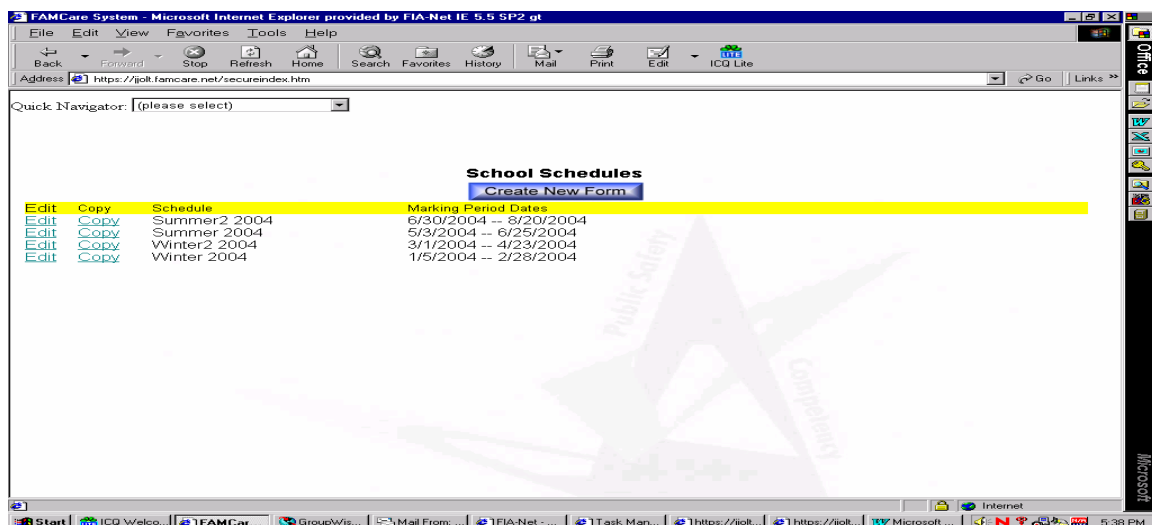 FAMCare System - Microsoft Internet Explorer provided by FIA-Net IE 5.5 SP2 gt
File Edit View Favorites Tools Help
Back Forward Stop Refresh Home Search Favorites History Mail Print Edit ICQ Lite
Address https://jjolt.famcare.net/secureindex.htm Go Links »
Office
Quick Navigator: (please select)
School Schedules
Create New Form
Edit Copy Schedule Marking Period Dates
Edit Copy Summer2 2004 6/30/2004 -- 8/20/2004
Edit Copy Summer 2004 5/3/2004 -- 6/25/2004
Edit Copy Winter2 2004 3/1/2004 -- 4/23/2004
Edit Copy Winter 2004 1/5/2004 -- 2/28/2004
Public Safety
Competency
Microsoft
Internet
Start ICQ Welco... FAMCar... GroupWis... Mail From: ... FIA-Net - ... Task Man... https://jjolt... https://jjolt... Microsoft ... 5:38 PM